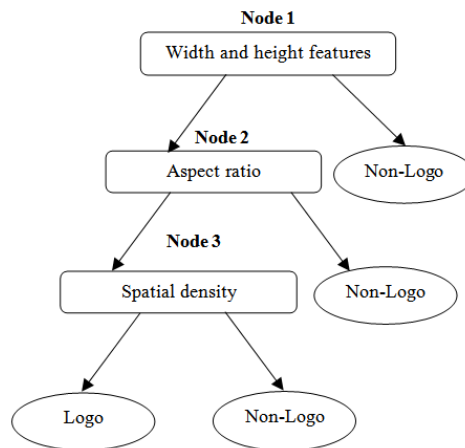 Node 1
Width and height features
Node 2
Aspect ratio
Non-Logo
Node 3
Spatial density
Non-Logo
Logo
Non-Logo